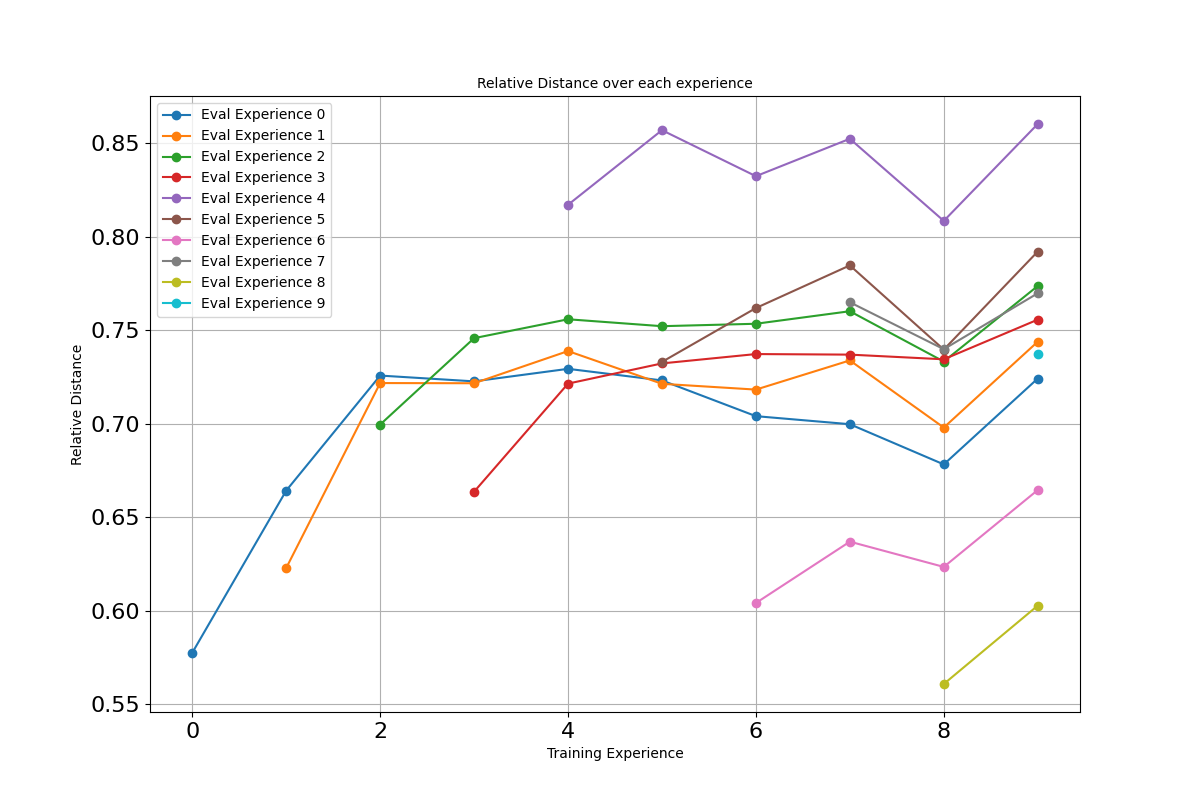 Relative Distance over each experience
Eval Experience 0
Eval Experience 1
Eval Experience 2
Eval Experience 3
Eval Experience 4
Eval Experience 5
Eval Experience 6
Eval Experience 7
Eval Experience 8
Eval Experience 9
0.85
0.80
0.75
0.70
0.65
0.60
0.55
Relative Distance
0 2 4 6 8
Training Experience